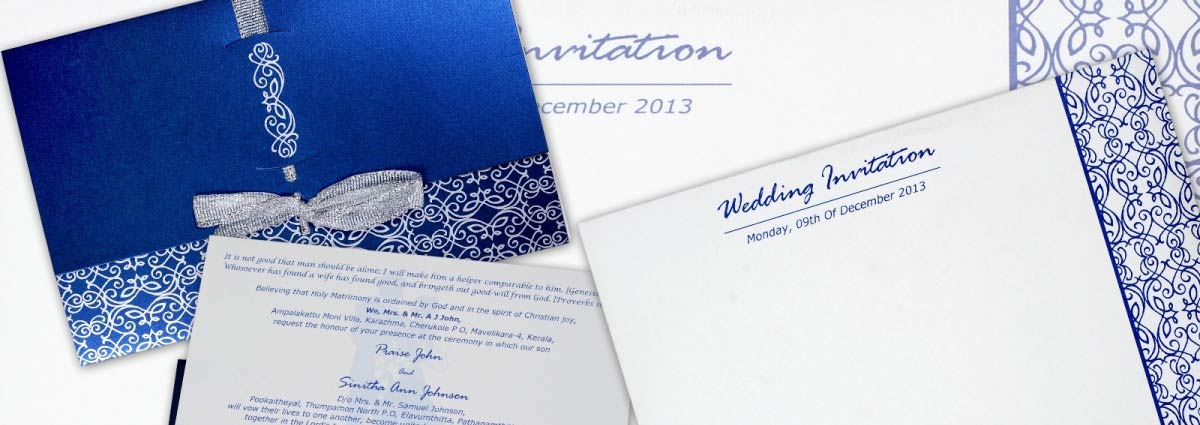 nvitation
cember 2013
Wedding Invitation
Monday, 09th Of December 2013
It is not good that man should be alone; I will make him a helper comparable to him. [Genesis
Whosoever has found a wife has found good, and bringeth out good-will from God. [Proverbs
Believing that Holy Matrimony is ordained by God and in the spirit of Christian joy,
We, Mrs. & Mr. A J John,
Ampalakattu Moni Villa, Karazhma, Cherukole P O, Mavelikara-4, Kerala,
request the honour of your presence at the ceremony in which our son
Praise John
And
Sinitha Ann Johnson
D/o Mrs. & Mr. Samuel Johnson,
Pookaitheyal, Thumpamon North P.O, Elavumthitta, Pathanamthitta
will vow their lives to one another, become united
together in the Lord's